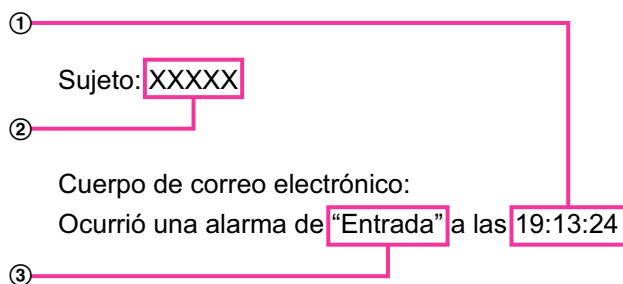 ①
Sujeto: XXXXX
②
Cuerpo de correo electrónico:
Ocurrió una alarma de “Entrada” a las 19:13:24
③